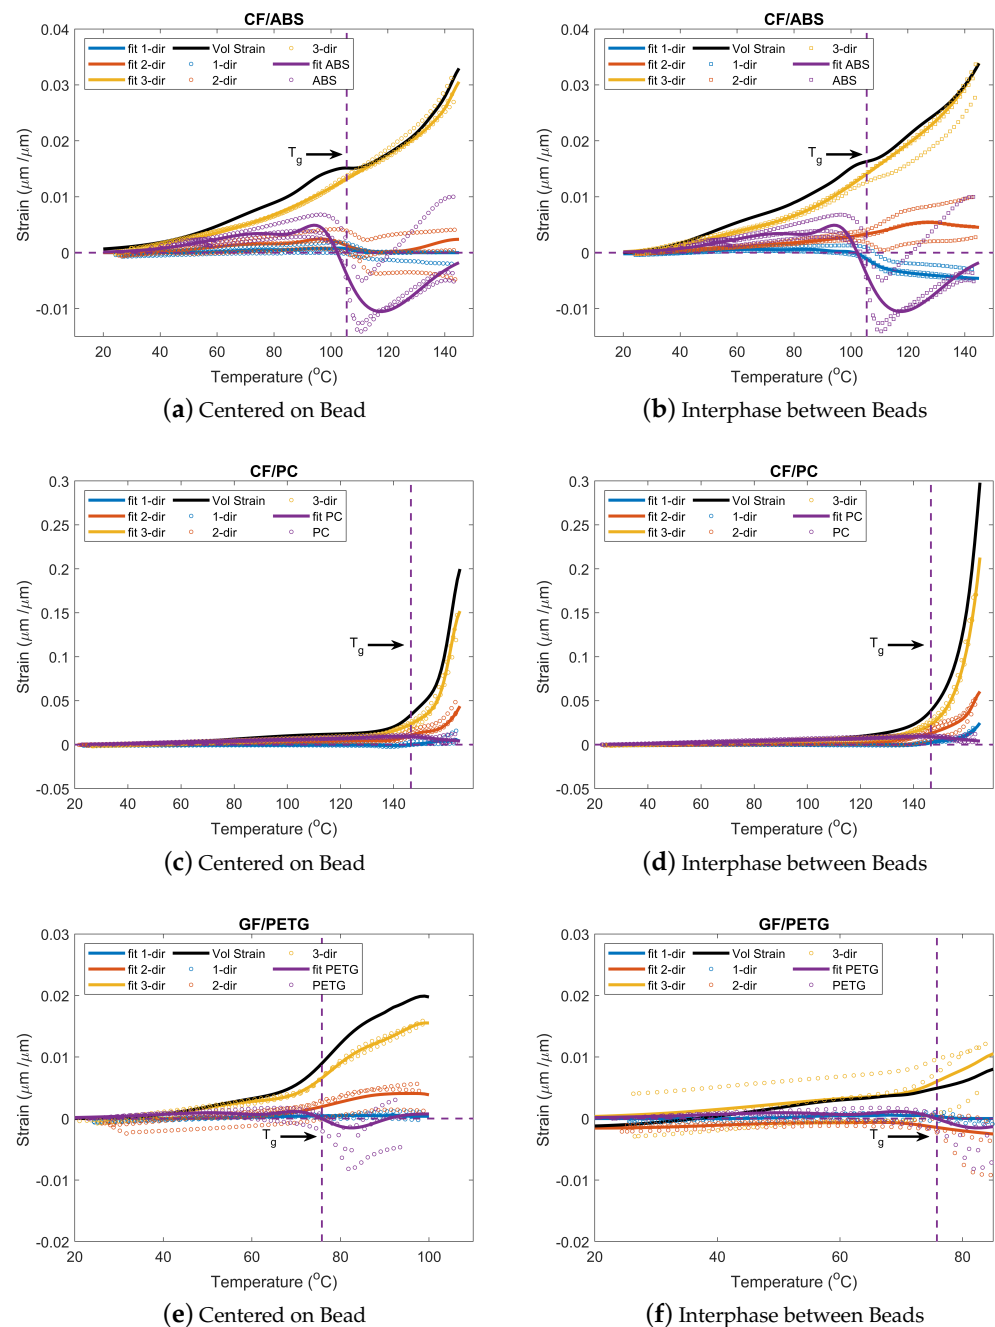 CF/ABS
fit 1-dir Vol Strain 3-dir
fit 2-dir 1-dir fit ABS
fit 3-dir 2-dir ABS
0.04
0.03
0.02
0.01
0
-0.01
Strain (μm /μm)
Tg
20 40 60 80 100 120 140
Temperature (oC)
(a) Centered on Bead
CF/ABS
fit 1-dir Vol Strain 3-dir
fit 2-dir 1-dir fit ABS
fit 3-dir 2-dir ABS
0.04
0.03
0.02
0.01
0
-0.01
Strain (μm /μm)
Tg
20 40 60 80 100 120 140
Temperature (oC)
(b) Interphase between Beads
CF/PC
fit 1-dir Vol Strain 3-dir
fit 2-dir 1-dir fit PC
fit 3-dir 2-dir PC
0.3
0.25
0.2
0.15
0.1
0.05
0
-0.05
Strain (μm /μm)
Tg
20 40 60 80 100 120 140
Temperature (oC)
(c) Centered on Bead
CF/PC
fit 1-dir Vol Strain 3-dir
fit 2-dir 1-dir fit PC
fit 3-dir 2-dir PC
0.3
0.25
0.2
0.15
0.1
0.05
0
-0.05
Strain (μm /μm)
Tg
20 40 60 80 100 120 140
Temperature (oC)
(d) Interphase between Beads
GF/PETG
fit 1-dir Vol Strain 3-dir
fit 2-dir 1-dir fit PETG
fit 3-dir 2-dir PETG
0.03
0.02
0.01
0
-0.01
-0.02
Strain (μm /μm)
Tg
20 40 60 80 100
Temperature (oC)
(e) Centered on Bead
GF/PETG
fit 1-dir Vol Strain 3-dir
fit 2-dir 1-dir fit PETG
fit 3-dir 2-dir PETG
0.03
0.02
0.01
0
-0.01
-0.02
Strain (μm /μm)
Tg
20 40 60 80
Temperature (oC)
(f) Interphase between Beads